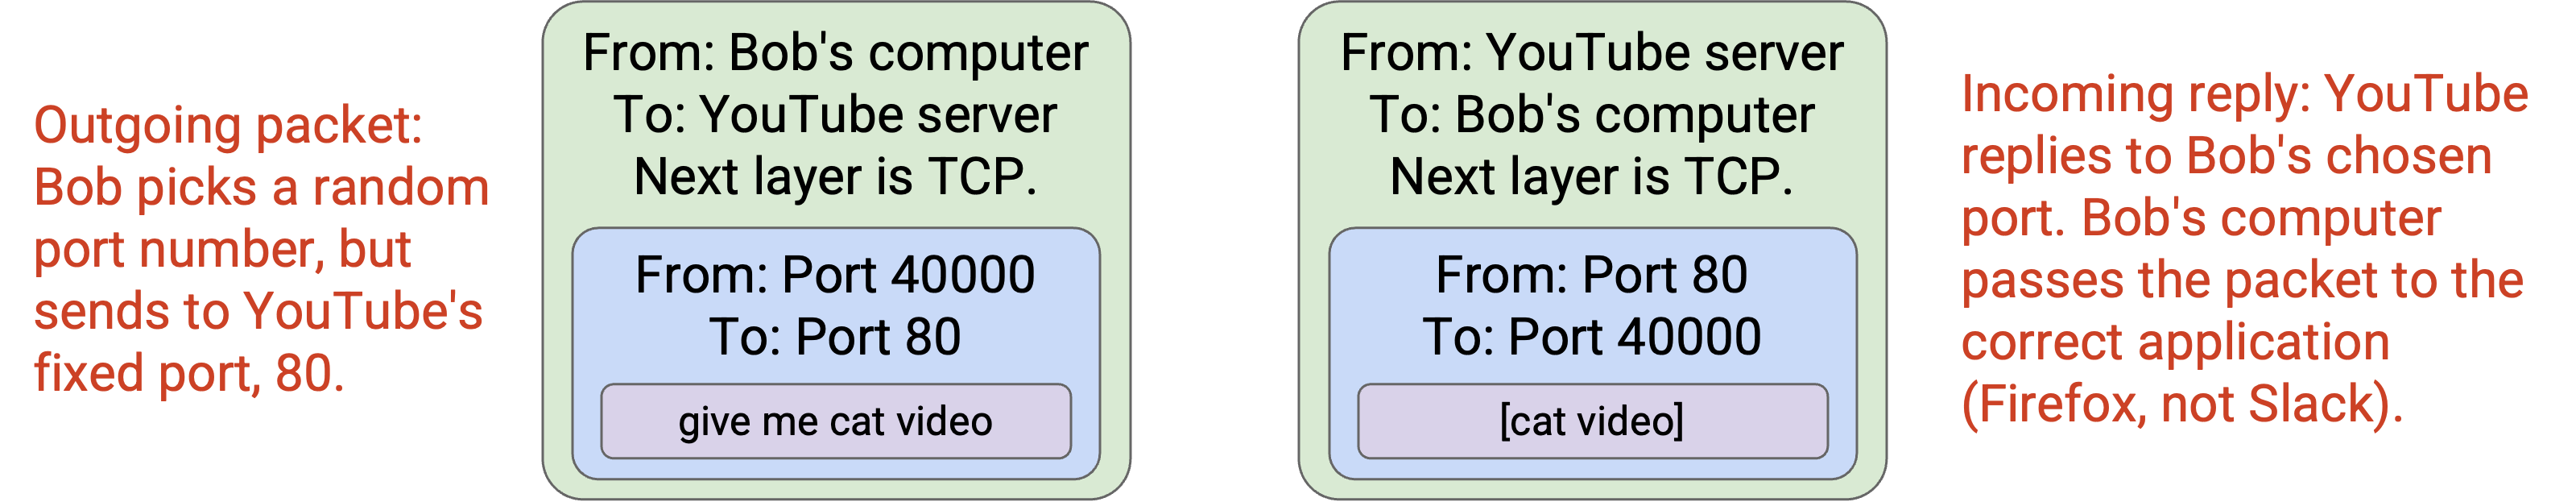 Outgoing packet:
Bob picks a random
port number, but
sends to YouTube's
fixed port, 80.
From: Bob's computer
To: YouTube server
Next layer is TCP.
From: Port 40000
To: Port 80
give me cat video
From: YouTube server
To: Bob's computer
Next layer is TCP.
From: Port 80
To: Port 40000
[cat video]
Incoming reply: YouTube
replies to Bob's chosen
port. Bob's computer
passes the packet to the
correct application
(Firefox, not Slack).